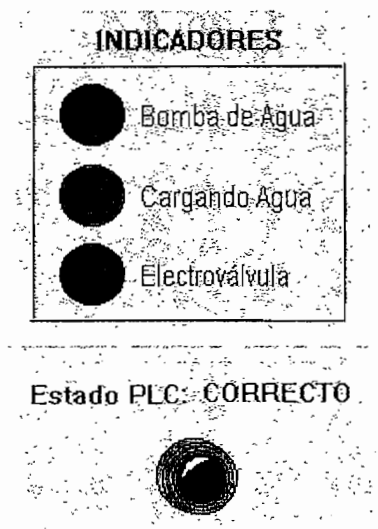 INDICADORES
Bomba de Agua
Cargando Agua
Electroválvula
Estado PLC: CORRECTO